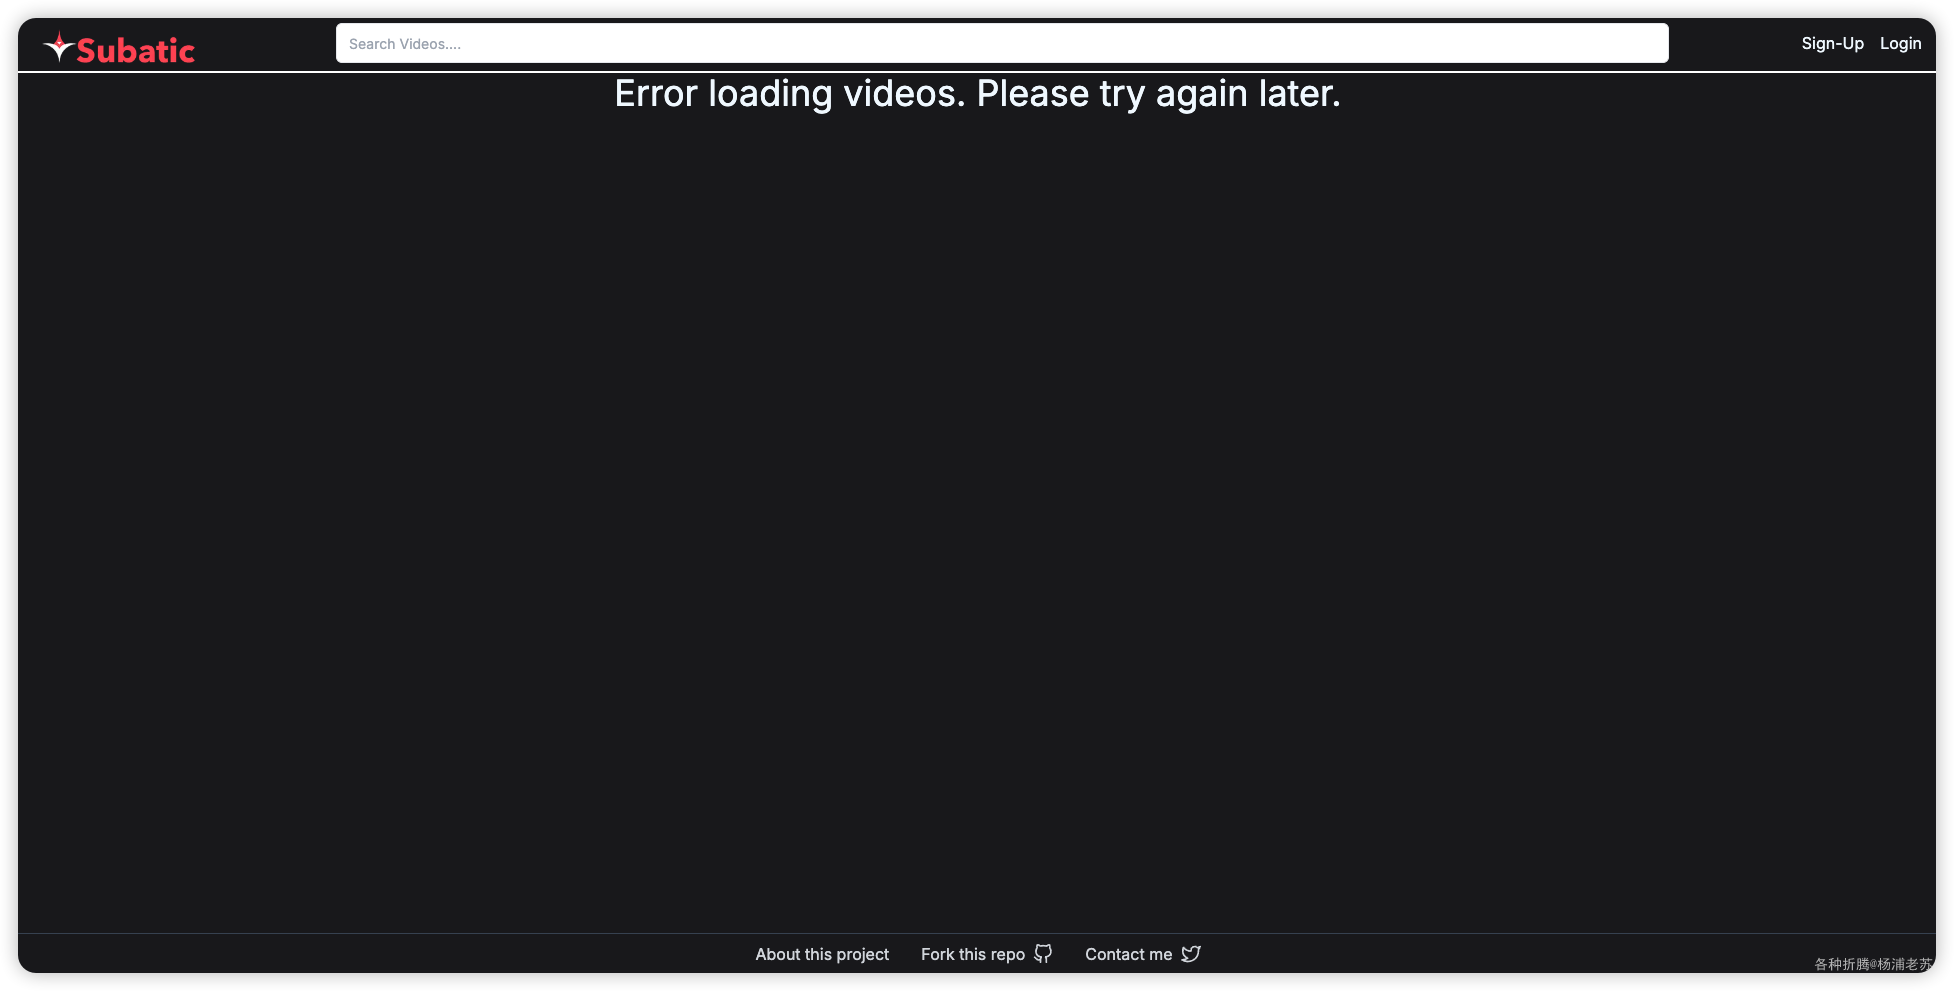 Subatic
Search Videos....
Sign-Up Login
Error loading videos. Please try again later.
About this project Fork this repo Contact me
各种折腾@杨浦老苏